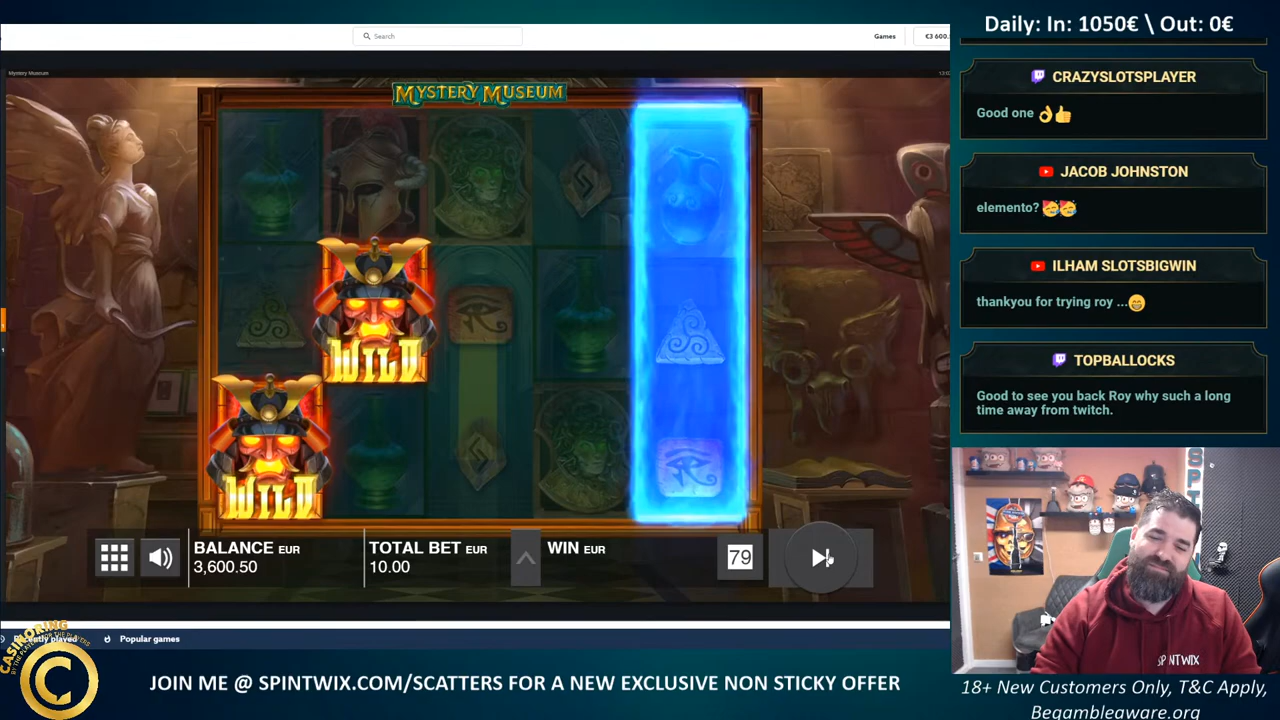 Daily: In: 1050€ \ Out: 0€
Search
Games
€3 600.
Mystery Museum
MYSTERY MUSEUM
CRAZYSLOTSPLAYER
Good one 👌👍
JACOB JOHNSTON
elemento? 🥳🥳
ILHAM SLOTSBIGWIN
thankyou for trying roy ...😁
TOPBALLOCKS
Good to see you back Roy why such a long
time away from twitch.
WILD
WILD
BALANCE EUR
3,600.50
TOTAL BET EUR
10.00
WIN EUR
79
Recently played
Popular games
CASINORING
JOIN ME @ SPINTWIX.COM/SCATTERS FOR A NEW EXCLUSIVE NON STICKY OFFER
SPINTWIX
18+ New Customers Only, T&C Apply,
Begambleaware.org